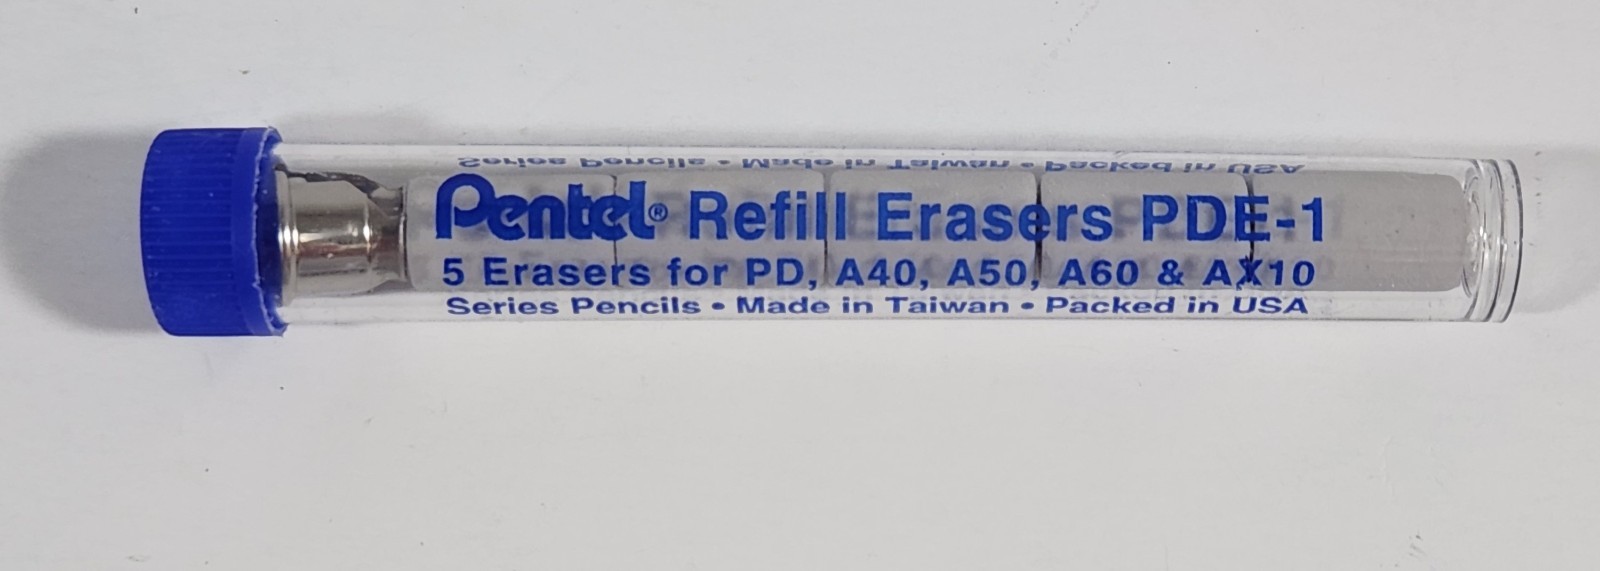 Pentel® Refill Erasers PDE-1
5 Erasers for PD, A40, A50, A60 & AX10
Series Pencils • Made in Taiwan • Packed in USA